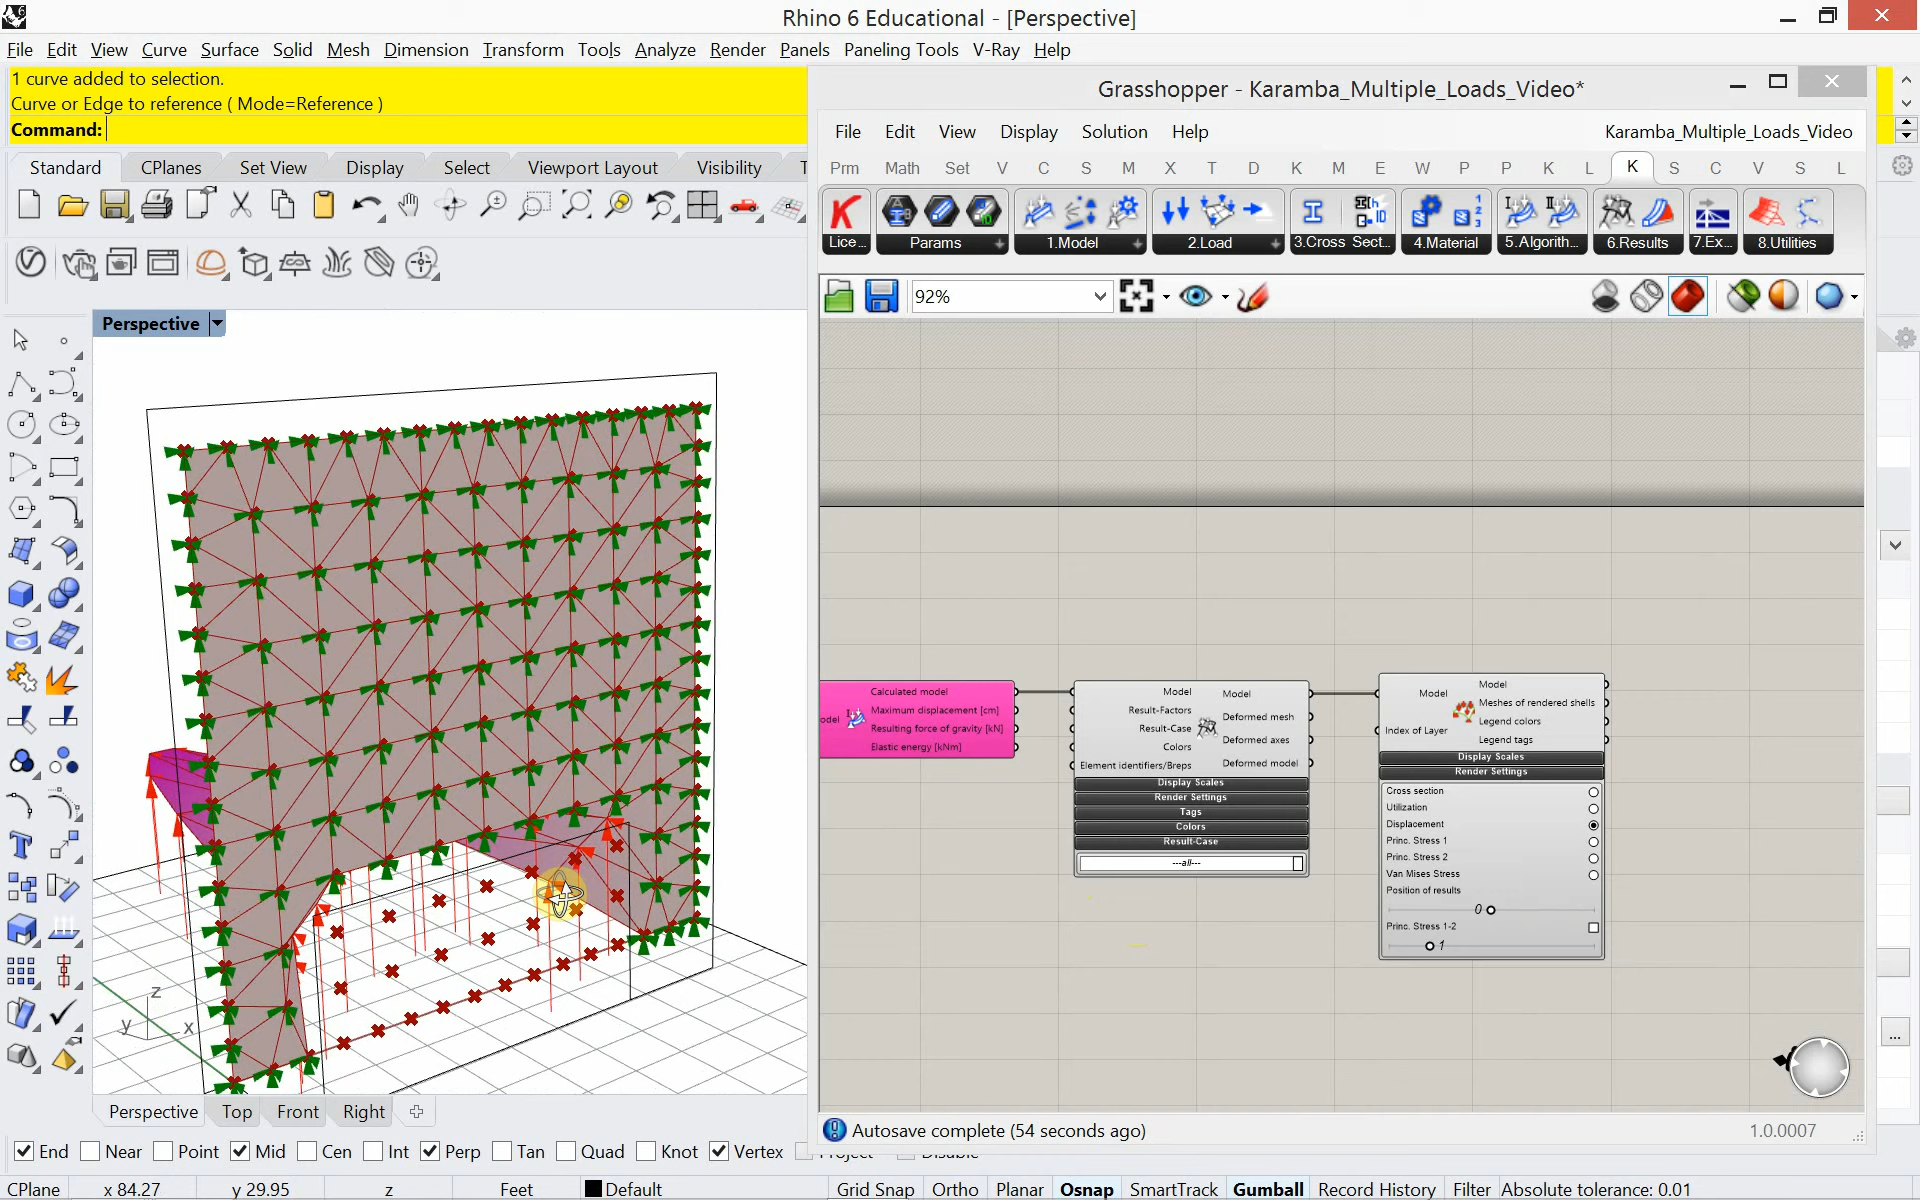 Rhino 6 Educational - [Perspective]
File Edit View Curve Surface Solid Mesh Dimension Transform Tools Analyze Render Panels Paneling Tools V-Ray Help
1 curve added to selection.
Curve or Edge to reference ( Mode=Reference )
Command:
Standard CPlanes Set View Display Select Viewport Layout Visibility T
Perspective
z
y x
Perspective Top Front Right
End Near Point Mid Cen Int Perp Tan Quad Knot Vertex
CPlane x 84.27 y 29.95 z Feet Default Grid Snap Ortho Planar Osnap SmartTrack Gumball Record History Filter Absolute tolerance: 0.01
Grasshopper - Karamba_Multiple_Loads_Video*
File Edit View Display Solution Help Karamba_Multiple_Loads_Video
Prm Math Set V C S M X T D K M E W P P K L K S C V S L
Lice... Params 1.Model 2.Load 3.Cross Sect... 4.Material 5.Algorith... 6.Results 7.Ex... 8.Utilities
92%
odel
Calculated model
Maximum displacement [cm]
Resulting force of gravity [kN]
Elastic energy [kNm]
Model
Result-Factors
Result-Case
Colors
Element identifiers/Breps
Model
Deformed mesh
Deformed axes
Deformed model
Display Scales
Render Settings
Tags
Colors
Result-Case
---all---
Model
Index of Layer
Model
Meshes of rendered shells
Legend colors
Legend tags
Display Scales
Render Settings
Cross section
Utilization
Displacement
Princ. Stress 1
Princ. Stress 2
Van Mises Stress
Position of results
0
Princ. Stress 1-2
1
Autosave complete (54 seconds ago) 1.0.0007
...